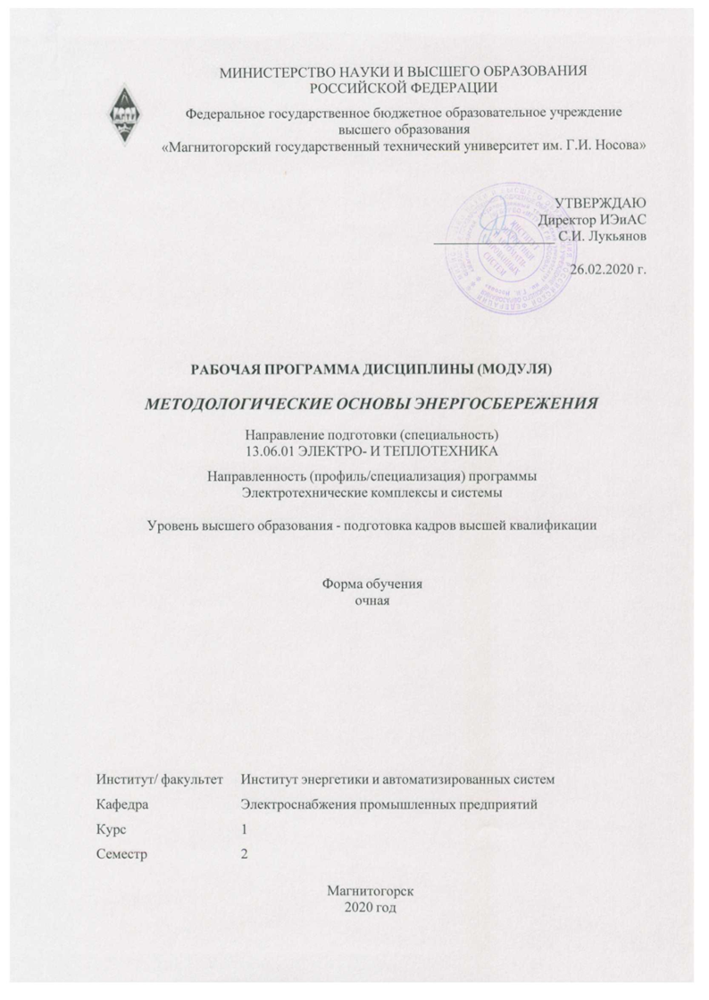 МИНИСТЕРСТВО НАУКИ И ВЫСШЕГО ОБРАЗОВАНИЯ
РОССИЙСКОЙ ФЕДЕРАЦИИ
Федеральное государственное бюджетное образовательное учреждение
высшего образования
«Магнитогорский государственный технический университет им. Г.И. Носова»
УТВЕРЖДАЮ
Директор ИЭиАС
С.И. Лукьянов
26.02.2020 г.
РАБОЧАЯ ПРОГРАММА ДИСЦИПЛИНЫ (МОДУЛЯ)
МЕТОДОЛОГИЧЕСКИЕ ОСНОВЫ ЭНЕРГОСБЕРЕЖЕНИЯ
Направление подготовки (специальность)
13.06.01 ЭЛЕКТРО- И ТЕПЛОТЕХНИКА
Направленность (профиль/специализация) программы
Электротехнические комплексы и системы
Уровень высшего образования - подготовка кадров высшей квалификации
Форма обучения
очная
Институт/ факультет Институт энергетики и автоматизированных систем
Кафедра Электроснабжения промышленных предприятий
Курс 1
Семестр 2
Магнитогорск
2020 год